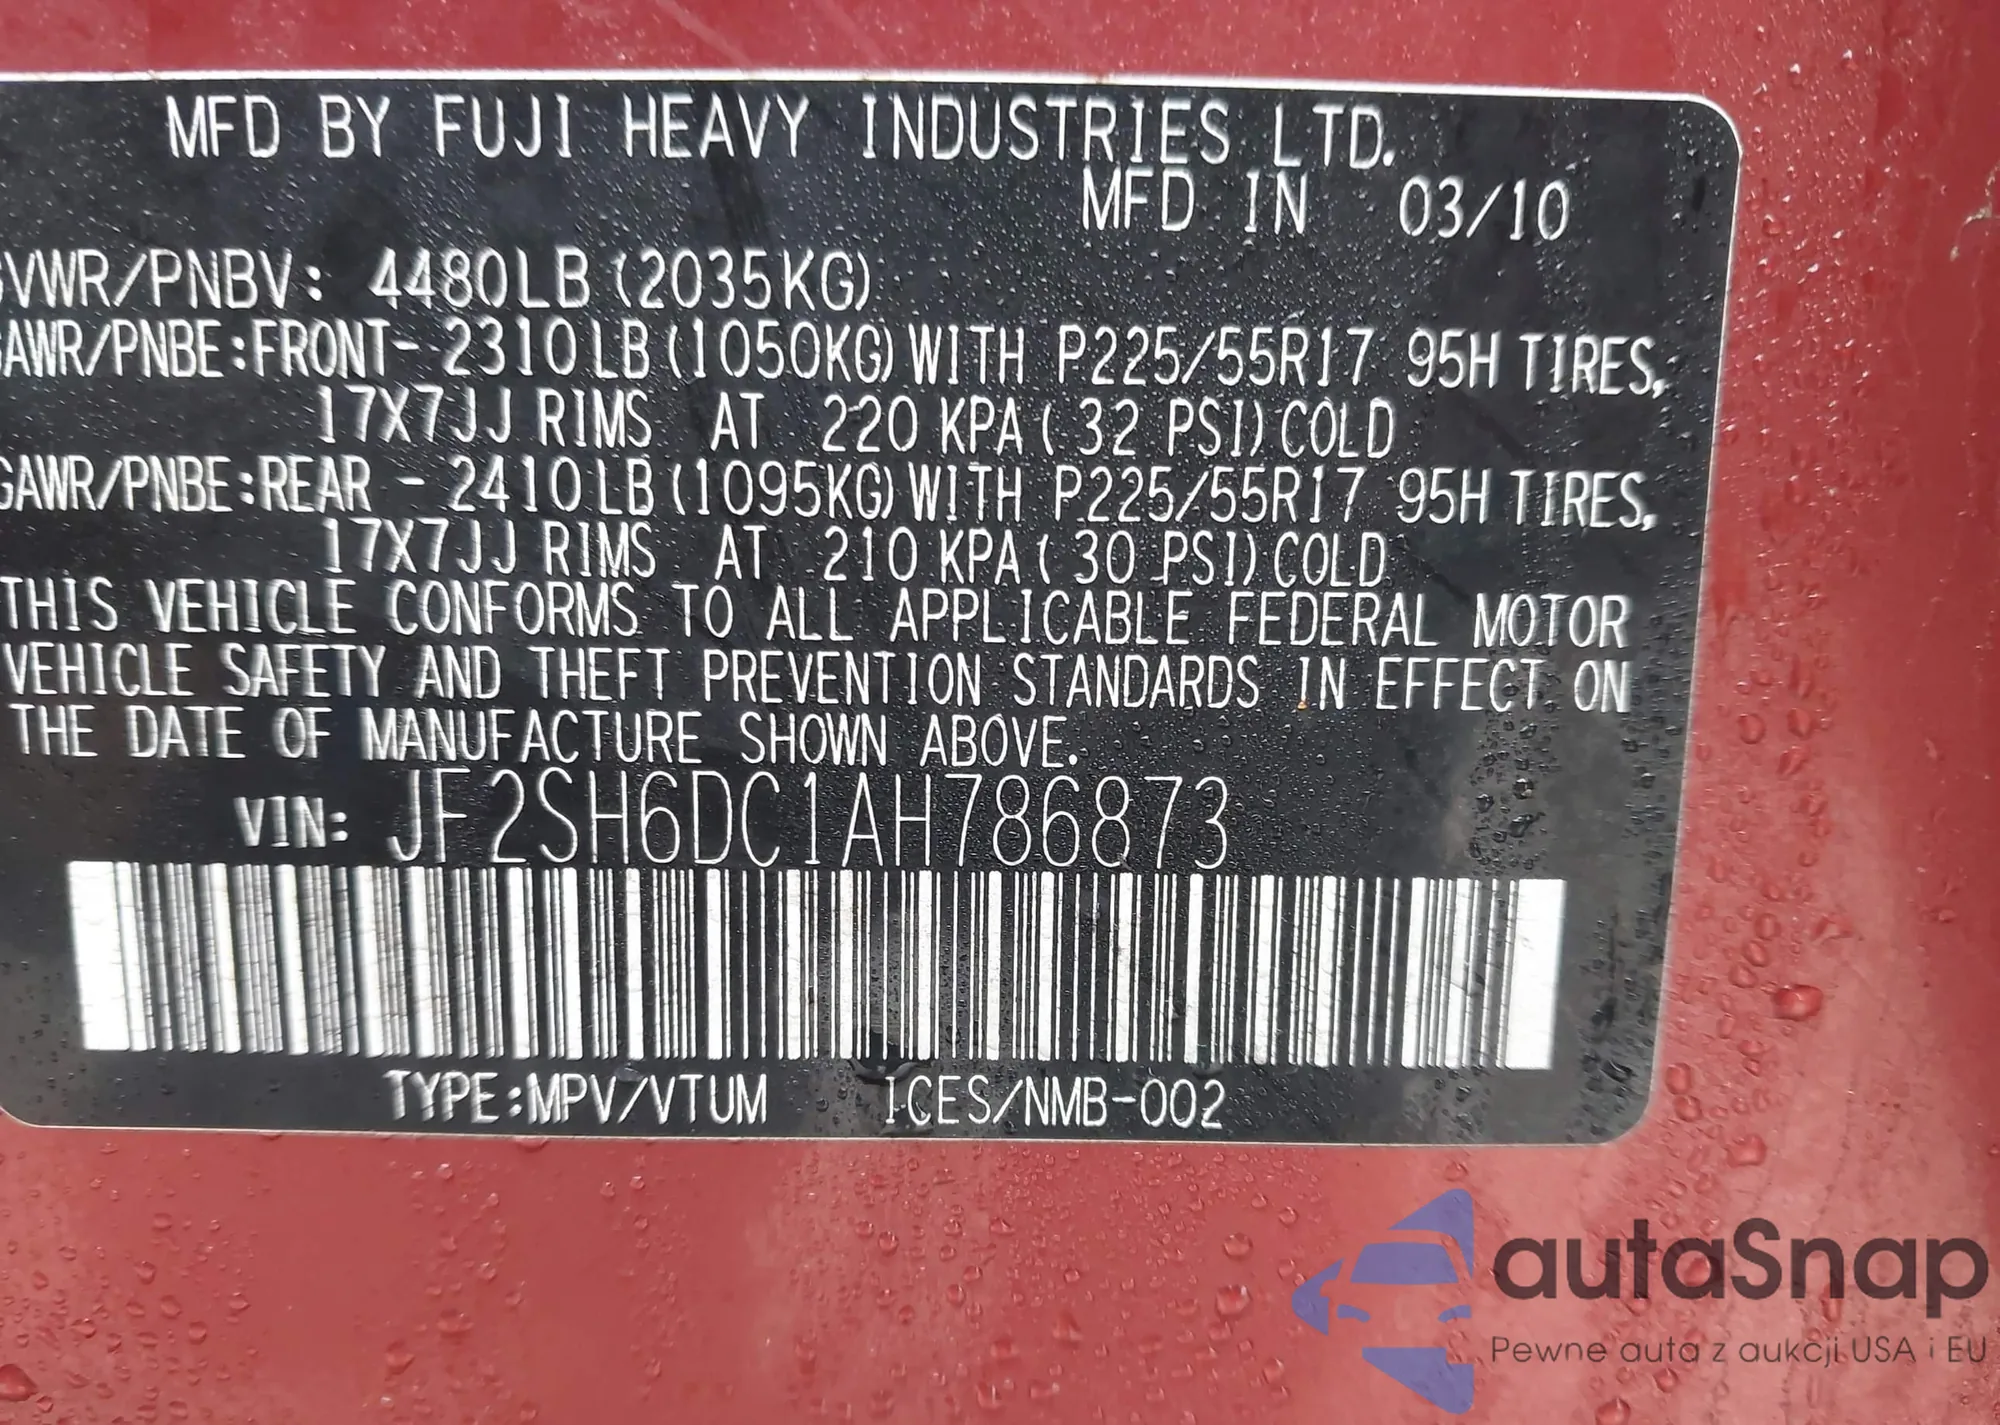 MFD BY FUJI HEAVY INDUSTRIES LTD.
MFD IN 03/10
GVWR/PNBV: 4480LB (2035KG)
GAWR/PNBE:FRONT- 2310LB(1050KG)WITH P225/55R17 95H TIRES,
17X7JJ RIMS AT 220 KPA ( 32 PSI)COLD
GAWR/PNBE:REAR - 2410LB(1095KG)WITH P225/55R17 95H TIRES,
17X7JJ RIMS AT 210 KPA ( 30 PSI)COLD
THIS VEHICLE CONFORMS TO ALL APPLICABLE FEDERAL MOTOR
VEHICLE SAFETY AND THEFT PREVENTION STANDARDS IN EFFECT ON
THE DATE OF MANUFACTURE SHOWN ABOVE.
VIN: JF2SH6DC1AH786873
TYPE:MPV/VTUM ICES/NMB-002
autaSnap
Pewne auta z aukcji USA i EU